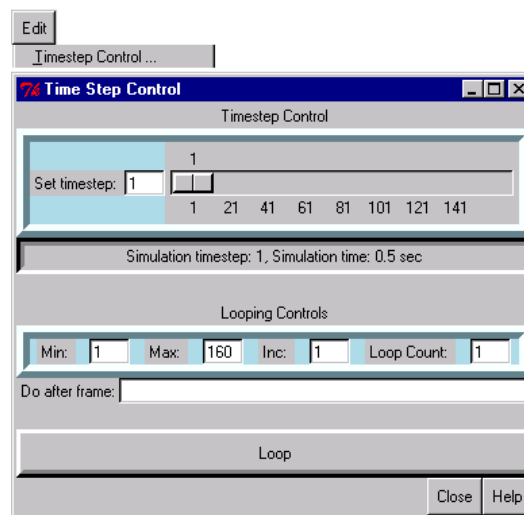 Edit
Timestep Control ...
Time Step Control
Timestep Control
1
Set timestep: 1
1 21 41 61 81 101 121 141
Simulation timestep: 1, Simulation time: 0.5 sec
Looping Controls
Min: 1 Max: 160 Inc: 1 Loop Count: 1
Do after frame:
Loop
Close Help